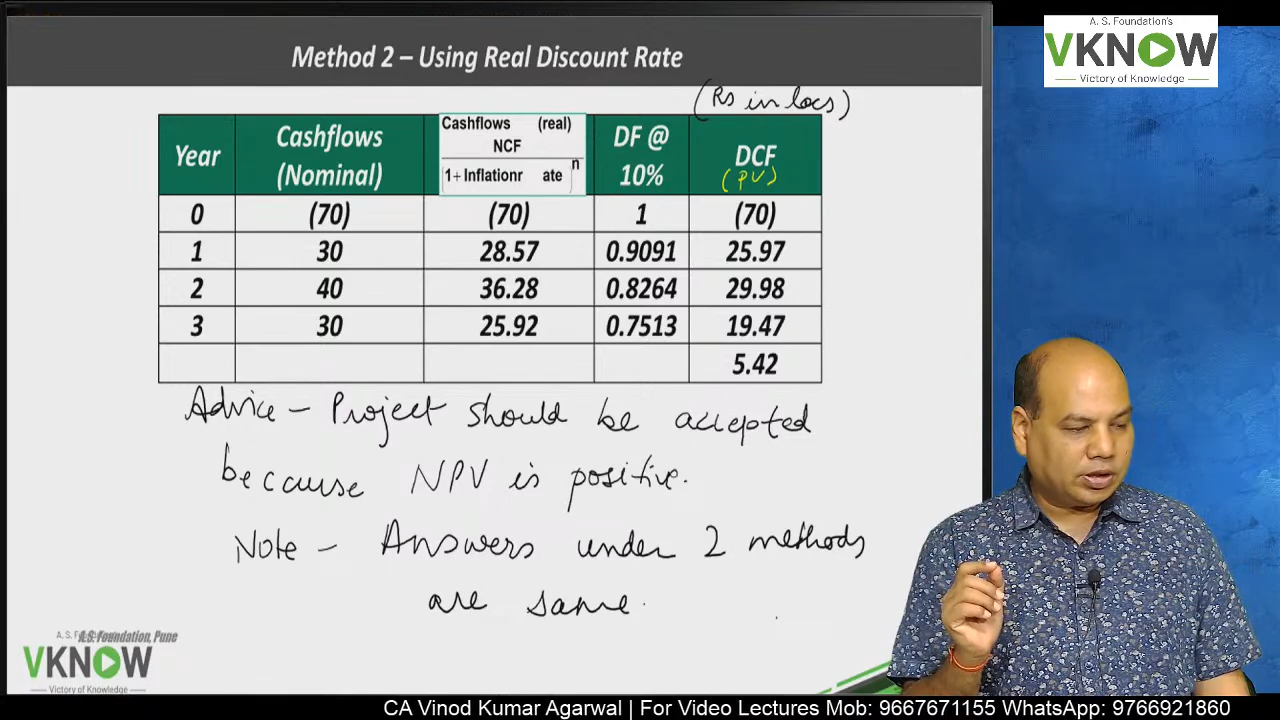 A. S. Foundation's
VKNOW
Victory of Knowledge
Method 2 – Using Real Discount Rate
(Rs in locs)
Year Cashflows (Nominal) Cashflows (real) NCF 1+ Inflationr ate n DF @ 10% DCF (PV)
0 (70) (70) 1 (70)
1 30 28.57 0.9091 25.97
2 40 36.28 0.8264 29.98
3 30 25.92 0.7513 19.47
5.42
Advice – Project should be accepted
because NPV is positive.
Note – Answers under 2 methods
are same.
A.S.Foundation, Pune
VKNOW
Victory of Knowledge
CA Vinod Kumar Agarwal | For Video Lectures Mob: 9667671155 WhatsApp: 9766921860